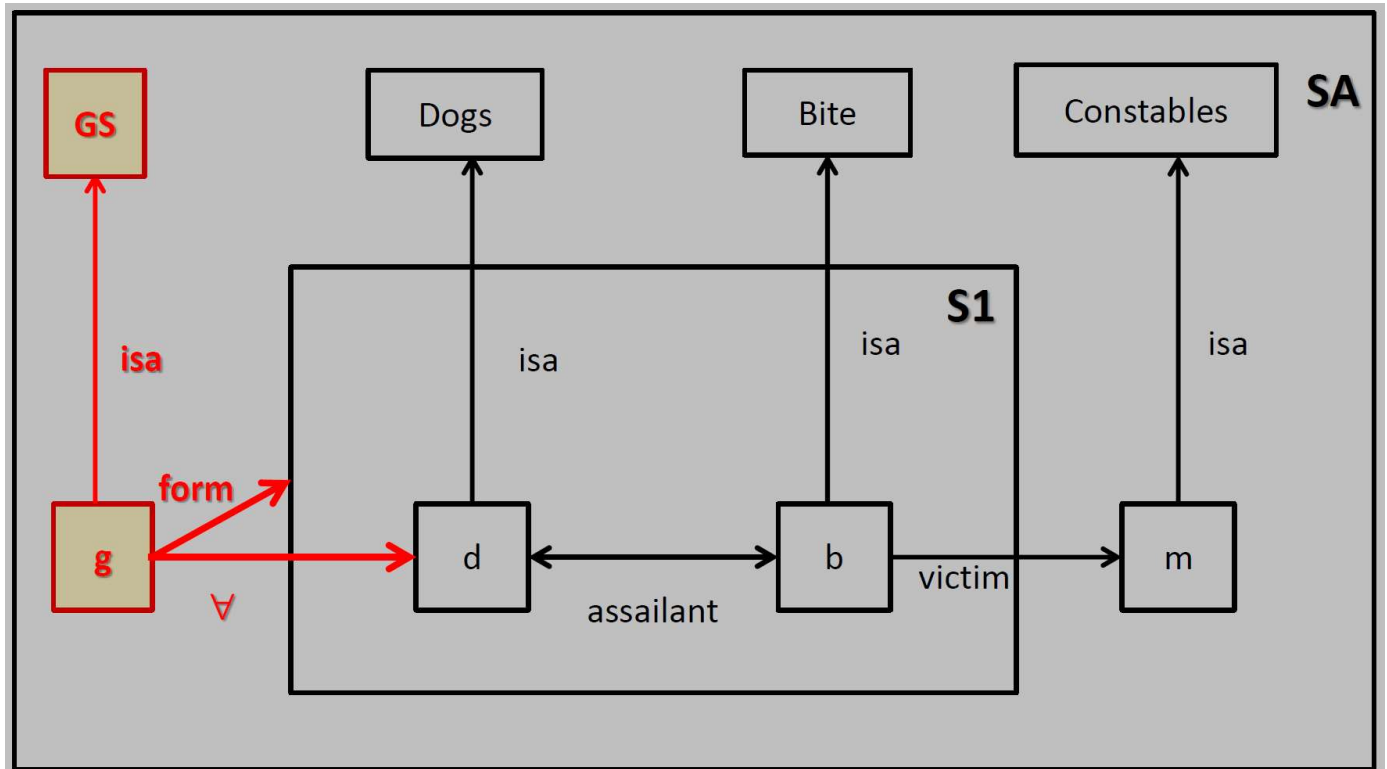 GS
Dogs
Bite
Constables
SA
S1
isa
isa
isa
isa
form
g
d
b
m
∀
assailant
victim